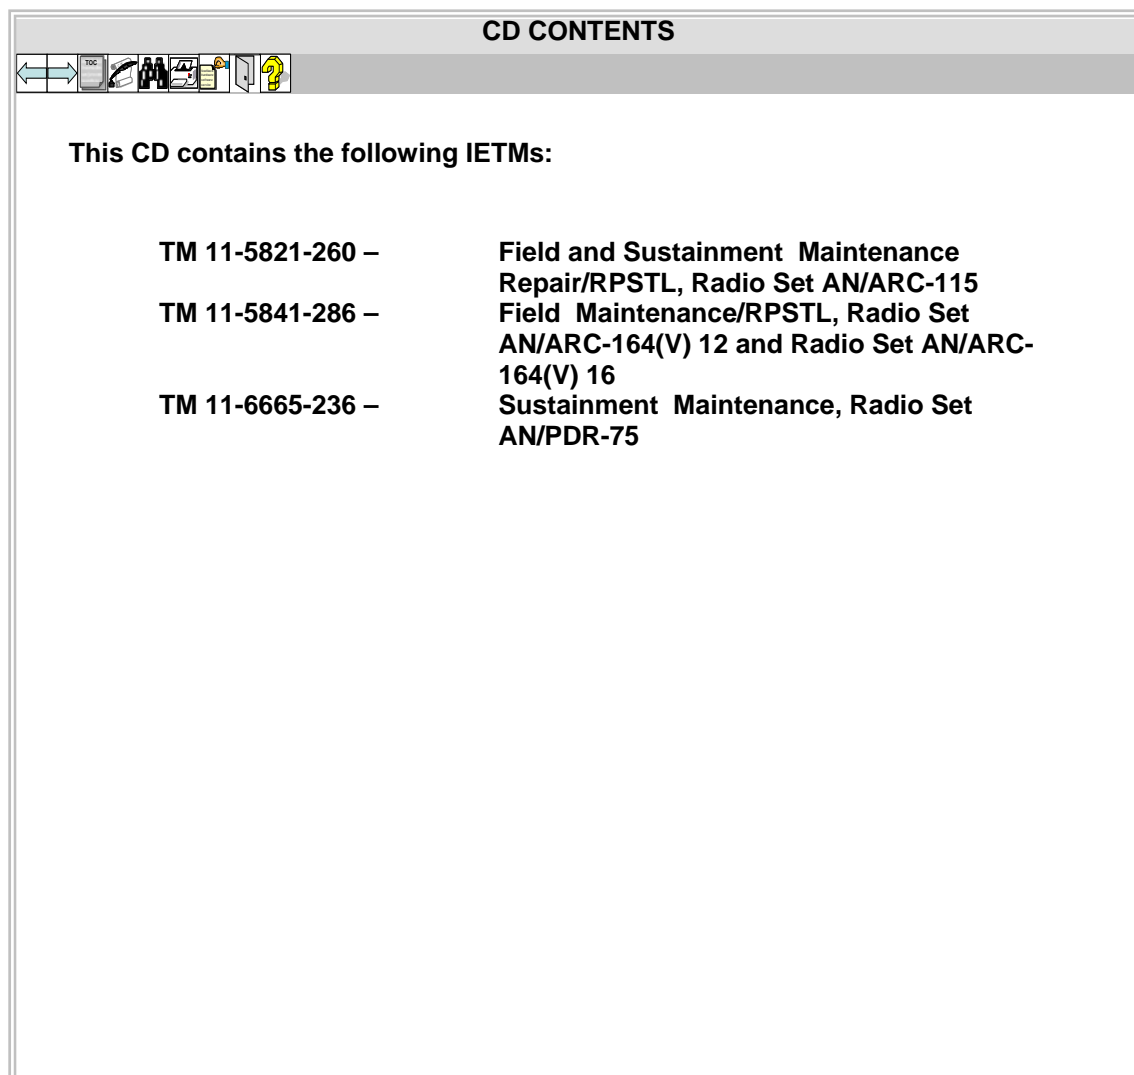 CD CONTENTS
TOC
This CD contains the following IETMs:
TM 11-5821-260 – Field and Sustainment Maintenance
Repair/RPSTL, Radio Set AN/ARC-115
TM 11-5841-286 – Field Maintenance/RPSTL, Radio Set
AN/ARC-164(V) 12 and Radio Set AN/ARC-
164(V) 16
TM 11-6665-236 – Sustainment Maintenance, Radio Set
AN/PDR-75